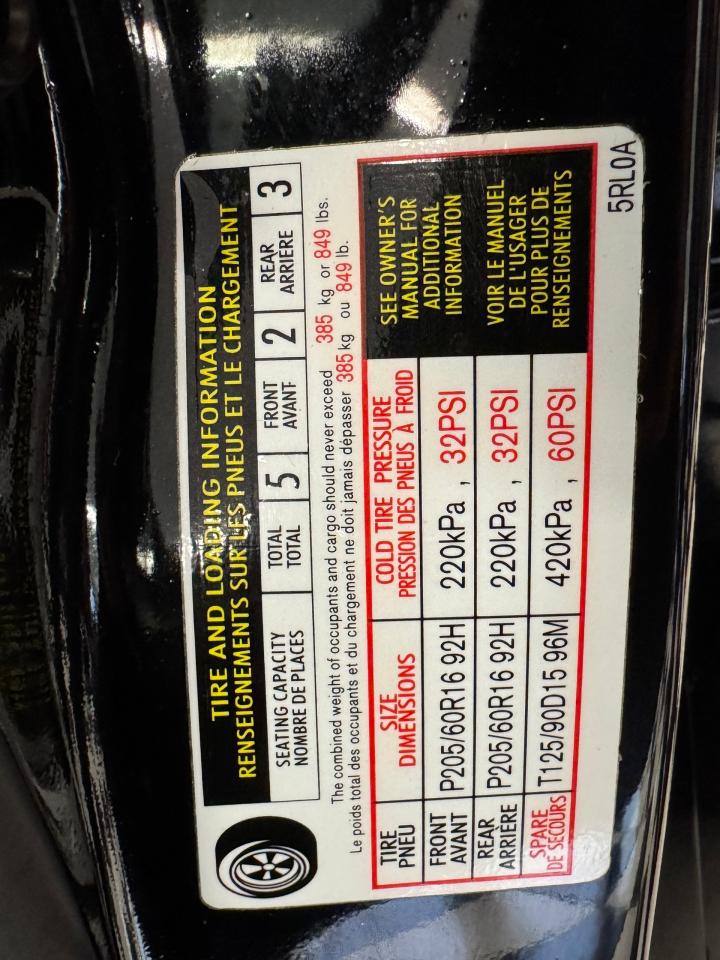 TIRE AND LOADING INFORMATION
RENSEIGNEMENTS SUR LES PNEUS ET LE CHARGEMENT
SEATING CAPACITY
NOMBRE DE PLACES
TOTAL
TOTAL
5
FRONT
AVANT
2
REAR
ARRIÈRE
3
The combined weight of occupants and cargo should never exceed 385 kg or 849 lbs.
Le poids total des occupants et du chargement ne doit jamais dépasser 385 kg ou 849 lb.
TIRE
PNEU
SIZE
DIMENSIONS
COLD TIRE PRESSURE
PRESSION DES PNEUS À FROID
FRONT
AVANT
P205/60R16 92H
220kPa , 32PSI
REAR
ARRIÈRE
P205/60R16 92H
220kPa , 32PSI
SPARE
DE SECOURS
T125/90D15 96M
420kPa , 60PSI
SEE OWNER'S
MANUAL FOR
ADDITIONAL
INFORMATION
VOIR LE MANUEL
DE L'USAGER
POUR PLUS DE
RENSEIGNEMENTS
5RL0A